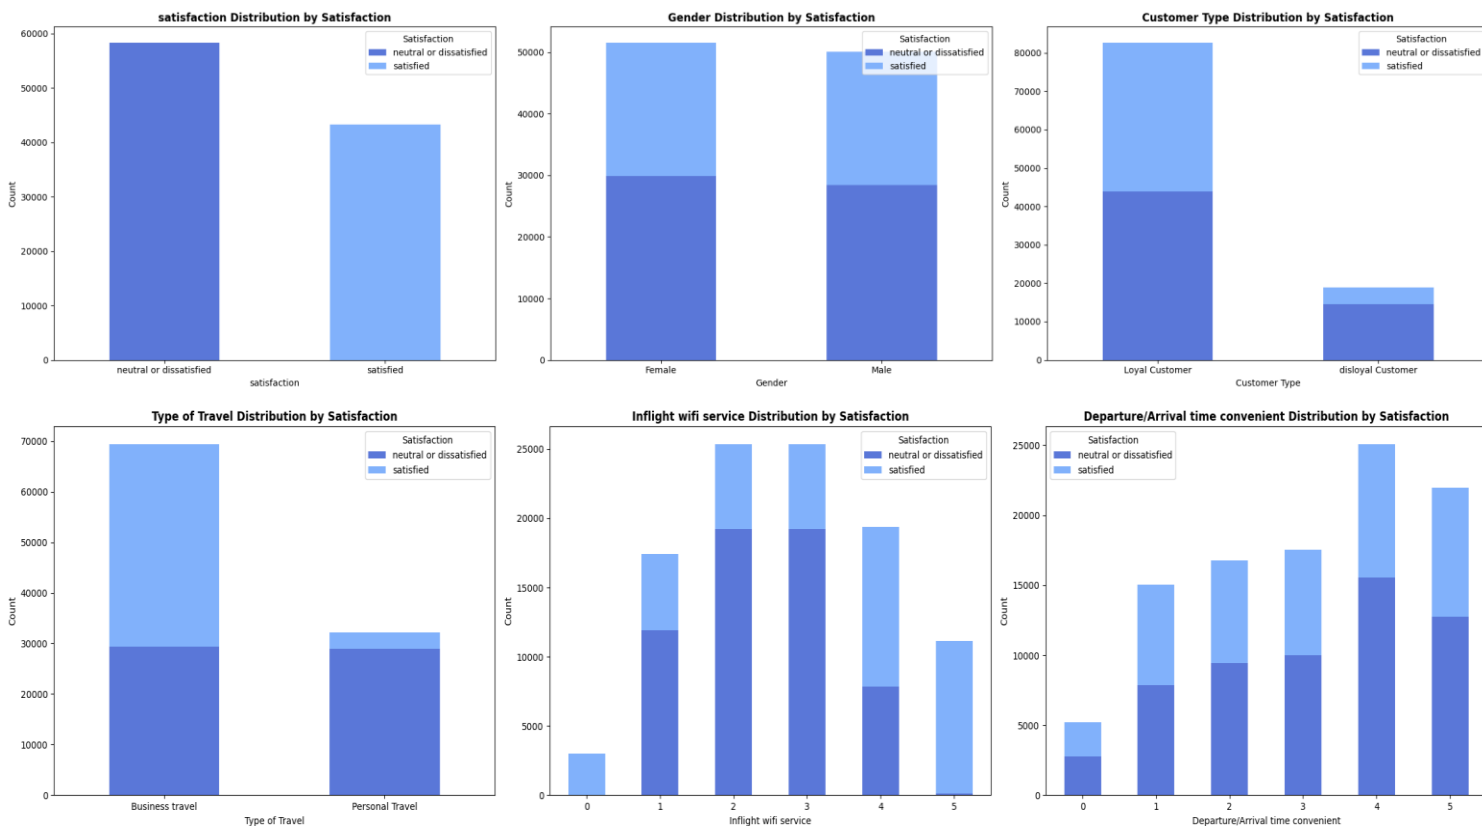 satisfaction Distribution by Satisfaction
60000
50000
40000
30000
20000
10000
0
Count
Satisfaction
neutral or dissatisfied
satisfied
neutral or dissatisfied
satisfied
satisfaction
Gender Distribution by Satisfaction
50000
40000
30000
20000
10000
0
Count
Satisfaction
neutral or dissatisfied
satisfied
Female
Male
Gender
Customer Type Distribution by Satisfaction
80000
70000
60000
50000
40000
30000
20000
10000
0
Count
Satisfaction
neutral or dissatisfied
satisfied
Loyal Customer
disloyal Customer
Customer Type
Type of Travel Distribution by Satisfaction
70000
60000
50000
40000
30000
20000
10000
0
Count
Satisfaction
neutral or dissatisfied
satisfied
Business travel
Personal Travel
Type of Travel
Inflight wifi service Distribution by Satisfaction
25000
20000
15000
10000
5000
0
Count
Satisfaction
neutral or dissatisfied
satisfied
0 1 2 3 4 5
Inflight wifi service
Departure/Arrival time convenient Distribution by Satisfaction
25000
20000
15000
10000
5000
0
Count
Satisfaction
neutral or dissatisfied
satisfied
0 1 2 3 4 5
Departure/Arrival time convenient